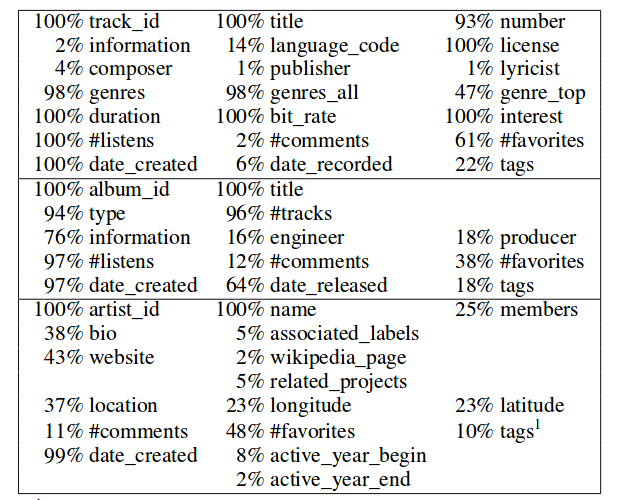 100% track_id 100% title 93% number
2% information 14% language_code 100% license
4% composer 1% publisher 1% lyricist
98% genres 98% genres_all 47% genre_top
100% duration 100% bit_rate 100% interest
100% #listens 2% #comments 61% #favorites
100% date_created 6% date_recorded 22% tags
100% album_id 100% title
94% type 96% #tracks
76% information 16% engineer 18% producer
97% #listens 12% #comments 38% #favorites
97% date_created 64% date_released 18% tags
100% artist_id 100% name 25% members
38% bio 5% associated_labels
43% website 2% wikipedia_page
5% related_projects
37% location 23% longitude 23% latitude
11% #comments 48% #favorites 10% tags¹
99% date_created 8% active_year_begin
2% active_year_end